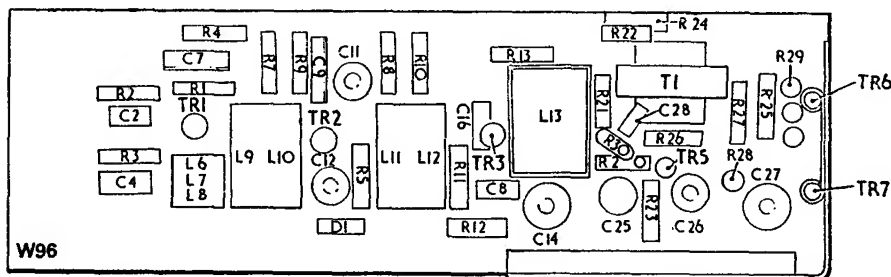 R4
C7
R7
R9
C9
C11
R8
R10
R13
R22
R 24
R29
TR6
R2
R1
C2
TR1
TR2
C16
L13
R21
T1
C28
R27
R25
R3
C4
L6
L7
L8
L9 L10
C12
R5
L11 L12
R11
TR3
R30
R26
TR5
R28
C27
TR7
C8
C14
C25
R23
C26
D1
R12
W96